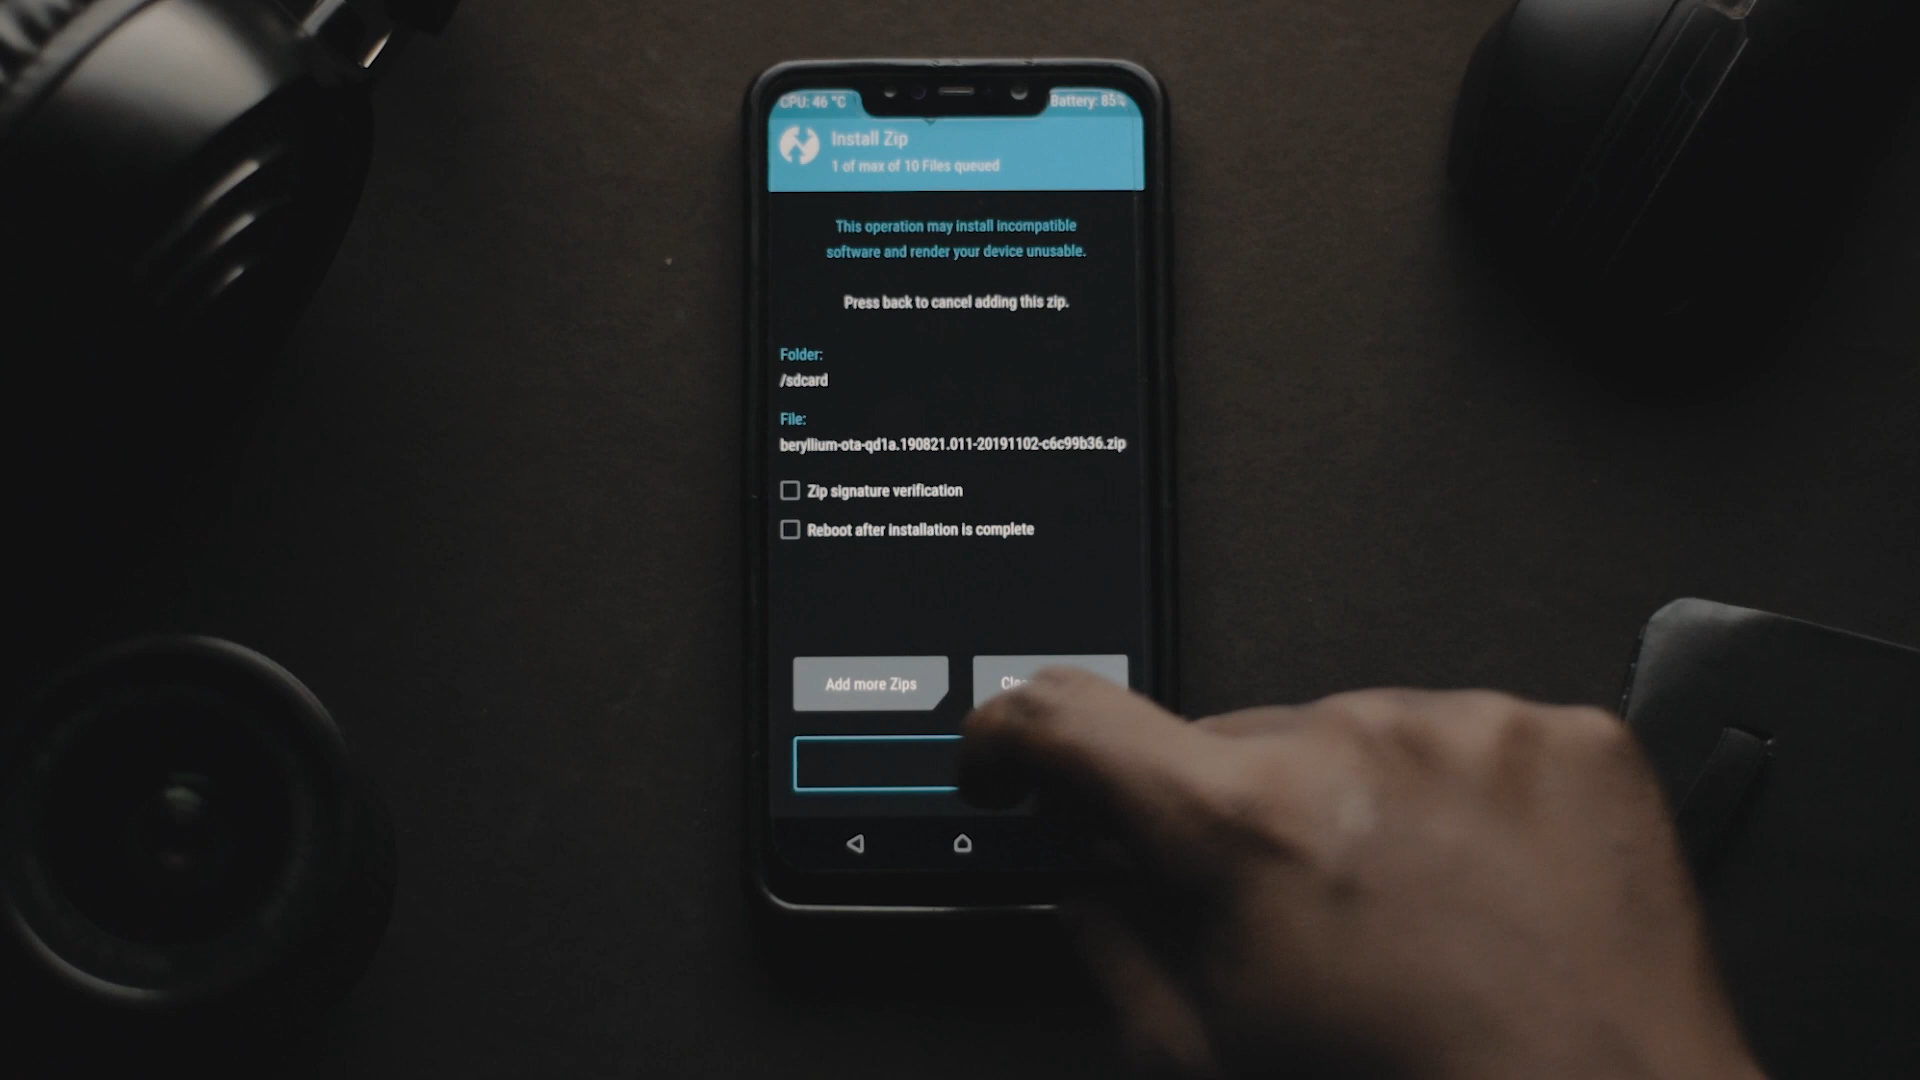 CPU: 46 °C
Battery: 85%
Install Zip
1 of max of 10 Files queued
This operation may install incompatible
software and render your device unusable.
Press back to cancel adding this zip.
Folder:
/sdcard
File:
beryllium-ota-qd1a.190821.011-20191102-c6c99b36.zip
Zip signature verification
Reboot after installation is complete
Add more Zips